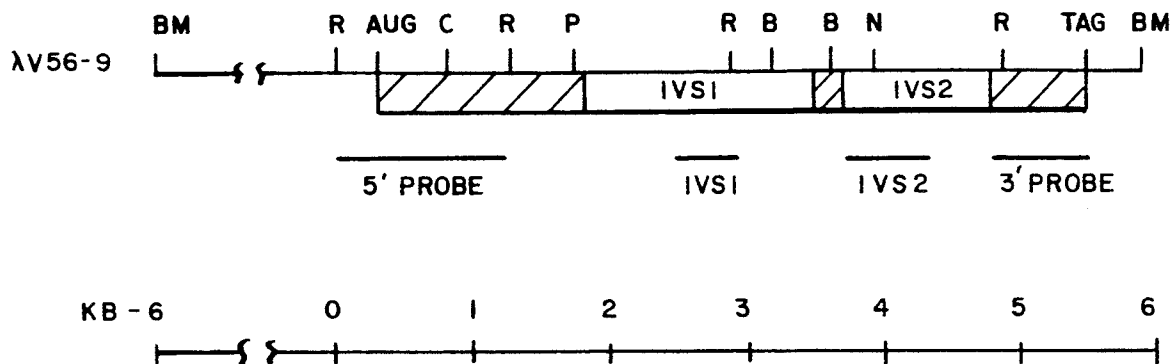 BM R AUG C R P R B B N R TAG BM
λV56-9
IVS1 IVS2
5' PROBE IVS1 IVS2 3' PROBE
KB -6 0 1 2 3 4 5 6